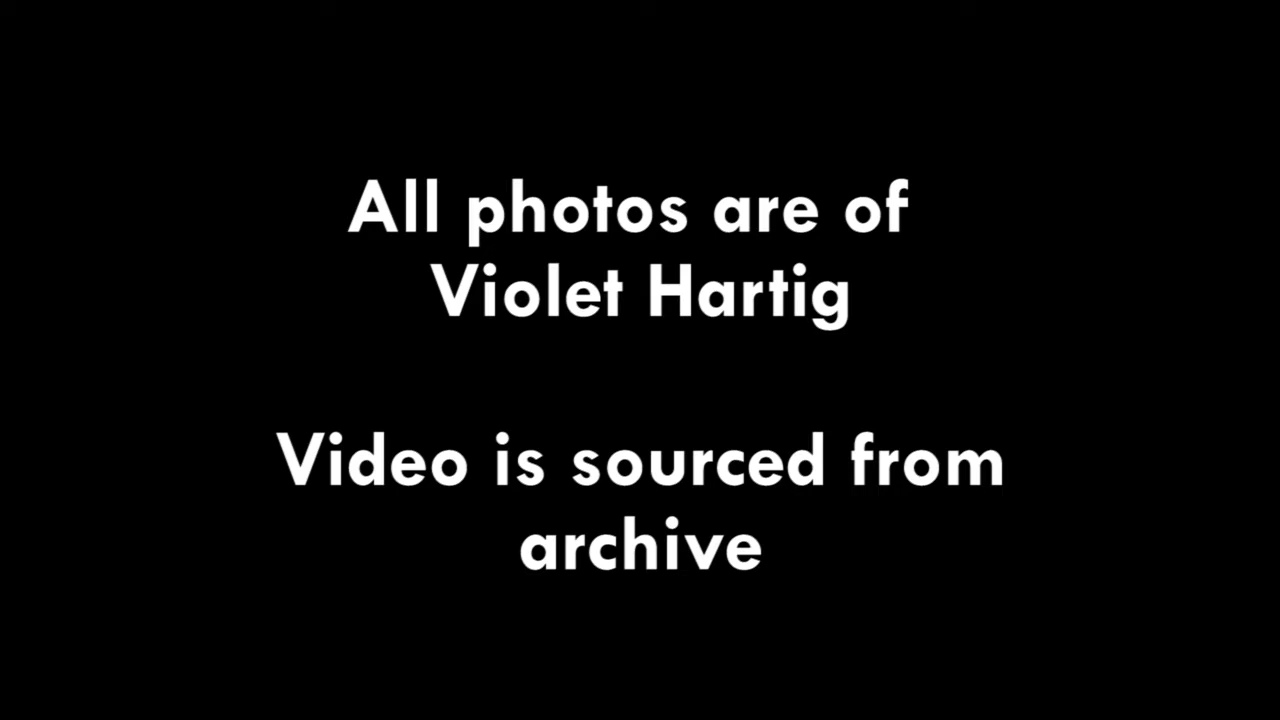 All photos are of
Violet Hartig
Video is sourced from
archive